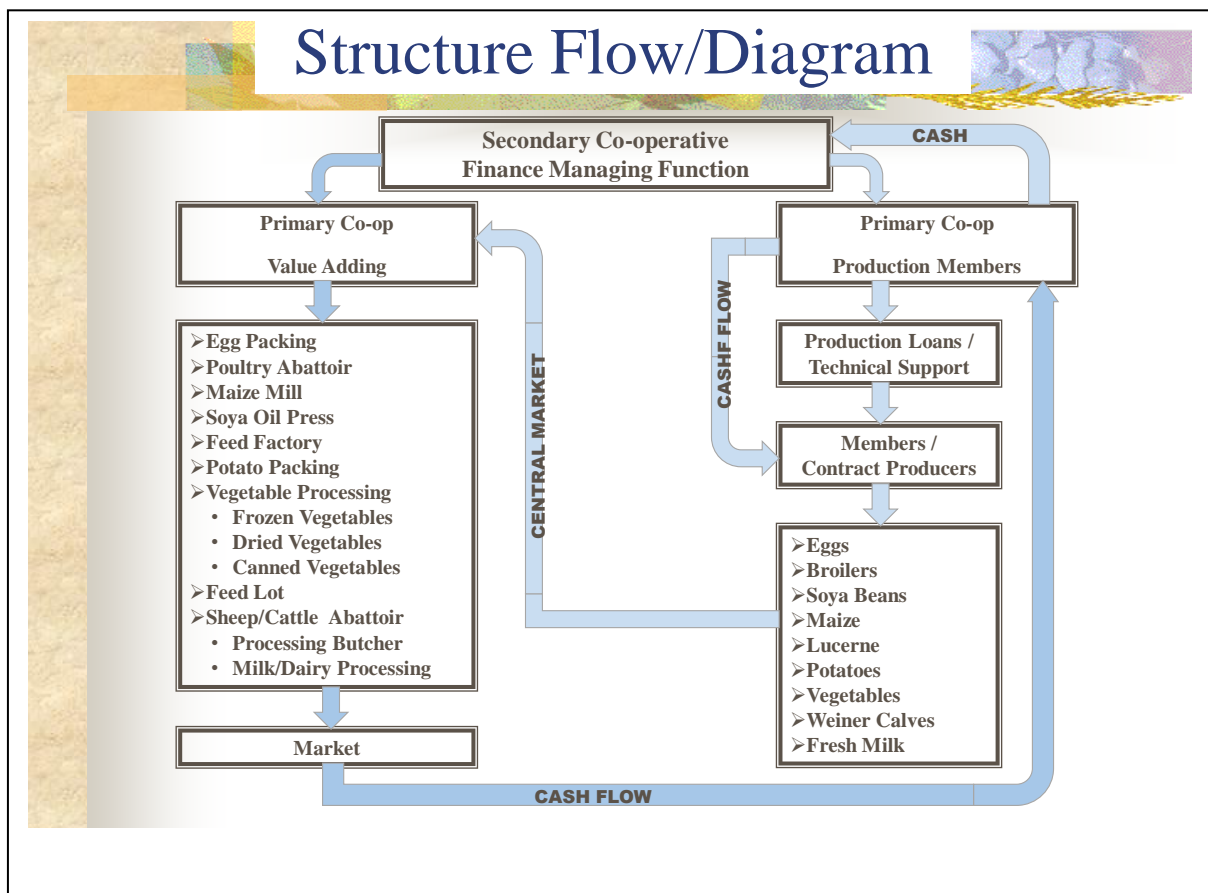 Structure Flow/Diagram
Secondary Co-operative
Finance Managing Function
CASH
Primary Co-op
Value Adding
Primary Co-op
Production Members
➢Egg Packing
➢Poultry Abattoir
➢Maize Mill
➢Soya Oil Press
➢Feed Factory
➢Potato Packing
➢Vegetable Processing
• Frozen Vegetables
• Dried Vegetables
• Canned Vegetables
➢Feed Lot
➢Sheep/Cattle Abattoir
• Processing Butcher
• Milk/Dairy Processing
Market
CENTRAL MARKET
CASHF FLOW
Production Loans /
Technical Support
Members /
Contract Producers
➢Eggs
➢Broilers
➢Soya Beans
➢Maize
➢Lucerne
➢Potatoes
➢Vegetables
➢Weiner Calves
➢Fresh Milk
CASH FLOW